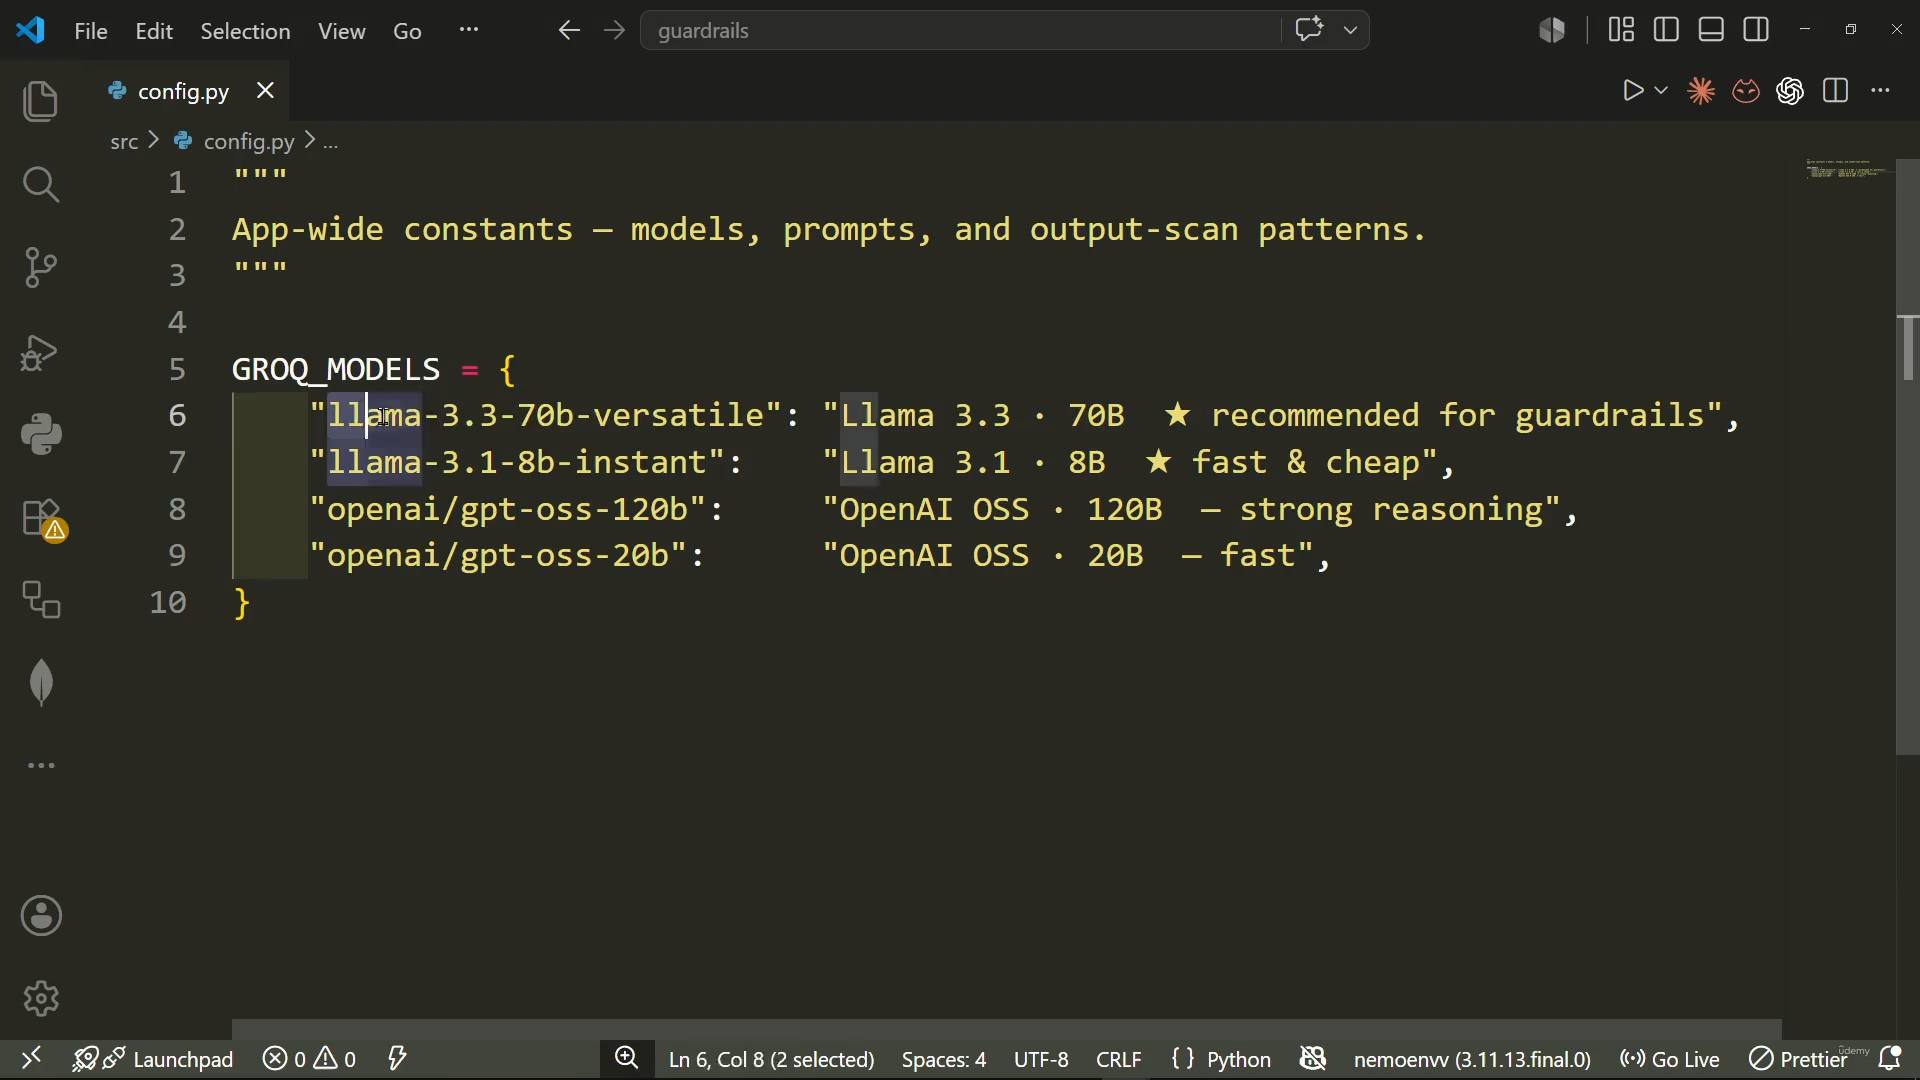 File Edit Selection View Go ··· guardrails
config.py
src > config.py > ...
1 """
2 App-wide constants — models, prompts, and output-scan patterns.
3 """
4
5 GROQ_MODELS = {
6 "llama-3.3-70b-versatile": "Llama 3.3 · 70B ★ recommended for guardrails",
7 "llama-3.1-8b-instant": "Llama 3.1 · 8B ★ fast & cheap",
8 "openai/gpt-oss-120b": "OpenAI OSS · 120B — strong reasoning",
9 "openai/gpt-oss-20b": "OpenAI OSS · 20B — fast",
10 }
Launchpad 0 0 Ln 6, Col 8 (2 selected) Spaces: 4 UTF-8 CRLF { } Python nemoenvv (3.11.13.final.0) Go Live Prettier
udemy